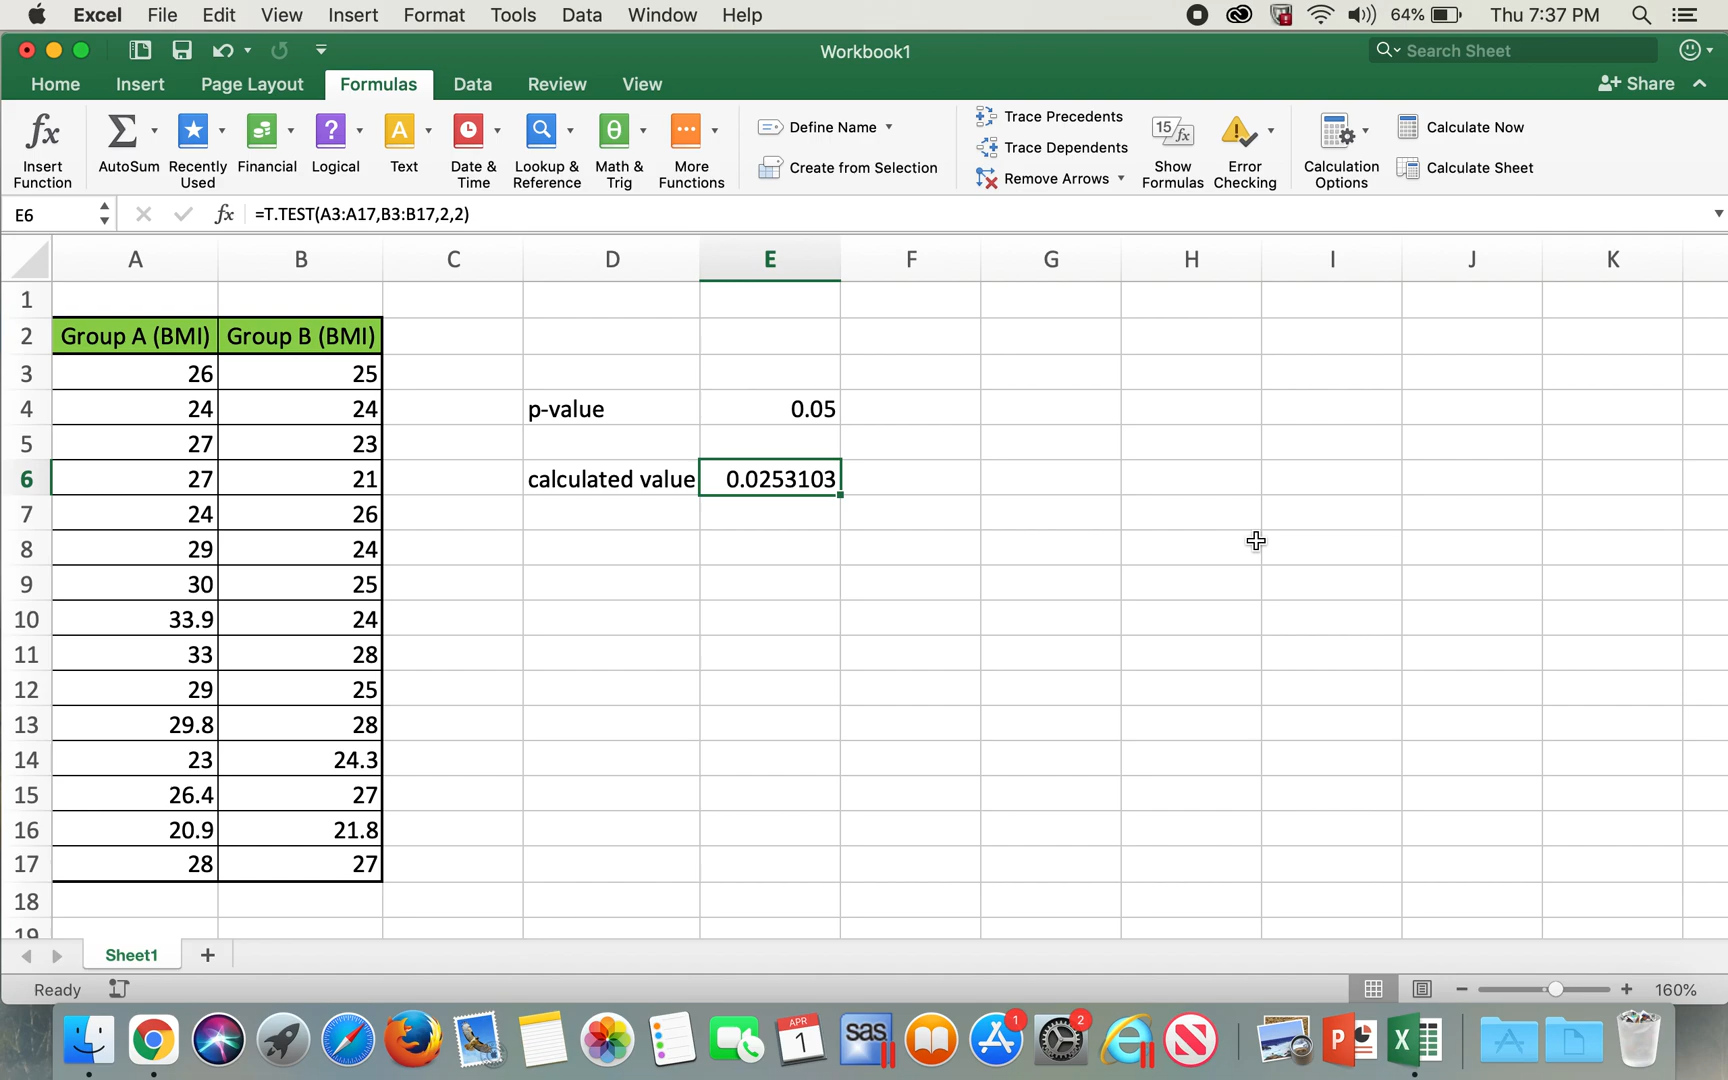 Excel File Edit View Insert Format Tools Data Window Help 64% Thu 7:37 PM
Workbook1 Search Sheet
Home Insert Page Layout Formulas Data Review View Share
Insert Function
AutoSum
Recently Used
Financial
Logical
Text
Date & Time
Lookup & Reference
Math & Trig
More Functions
Define Name
Create from Selection
Trace Precedents
Trace Dependents
Remove Arrows
Show Formulas
Error Checking
Calculation Options
Calculate Now
Calculate Sheet
E6 fx =T.TEST(A3:A17,B3:B17,2,2)
A B C D E F G H I J K
1
2 Group A (BMI) Group B (BMI)
3 26 25
4 24 24 p-value 0.05
5 27 23
6 27 21 calculated value 0.0253103
7 24 26
8 29 24
9 30 25
10 33.9 24
11 33 28
12 29 25
13 29.8 28
14 23 24.3
15 26.4 27
16 20.9 21.8
17 28 27
18
19
Sheet1 +
Ready 160%
APR 1 sas 1 2